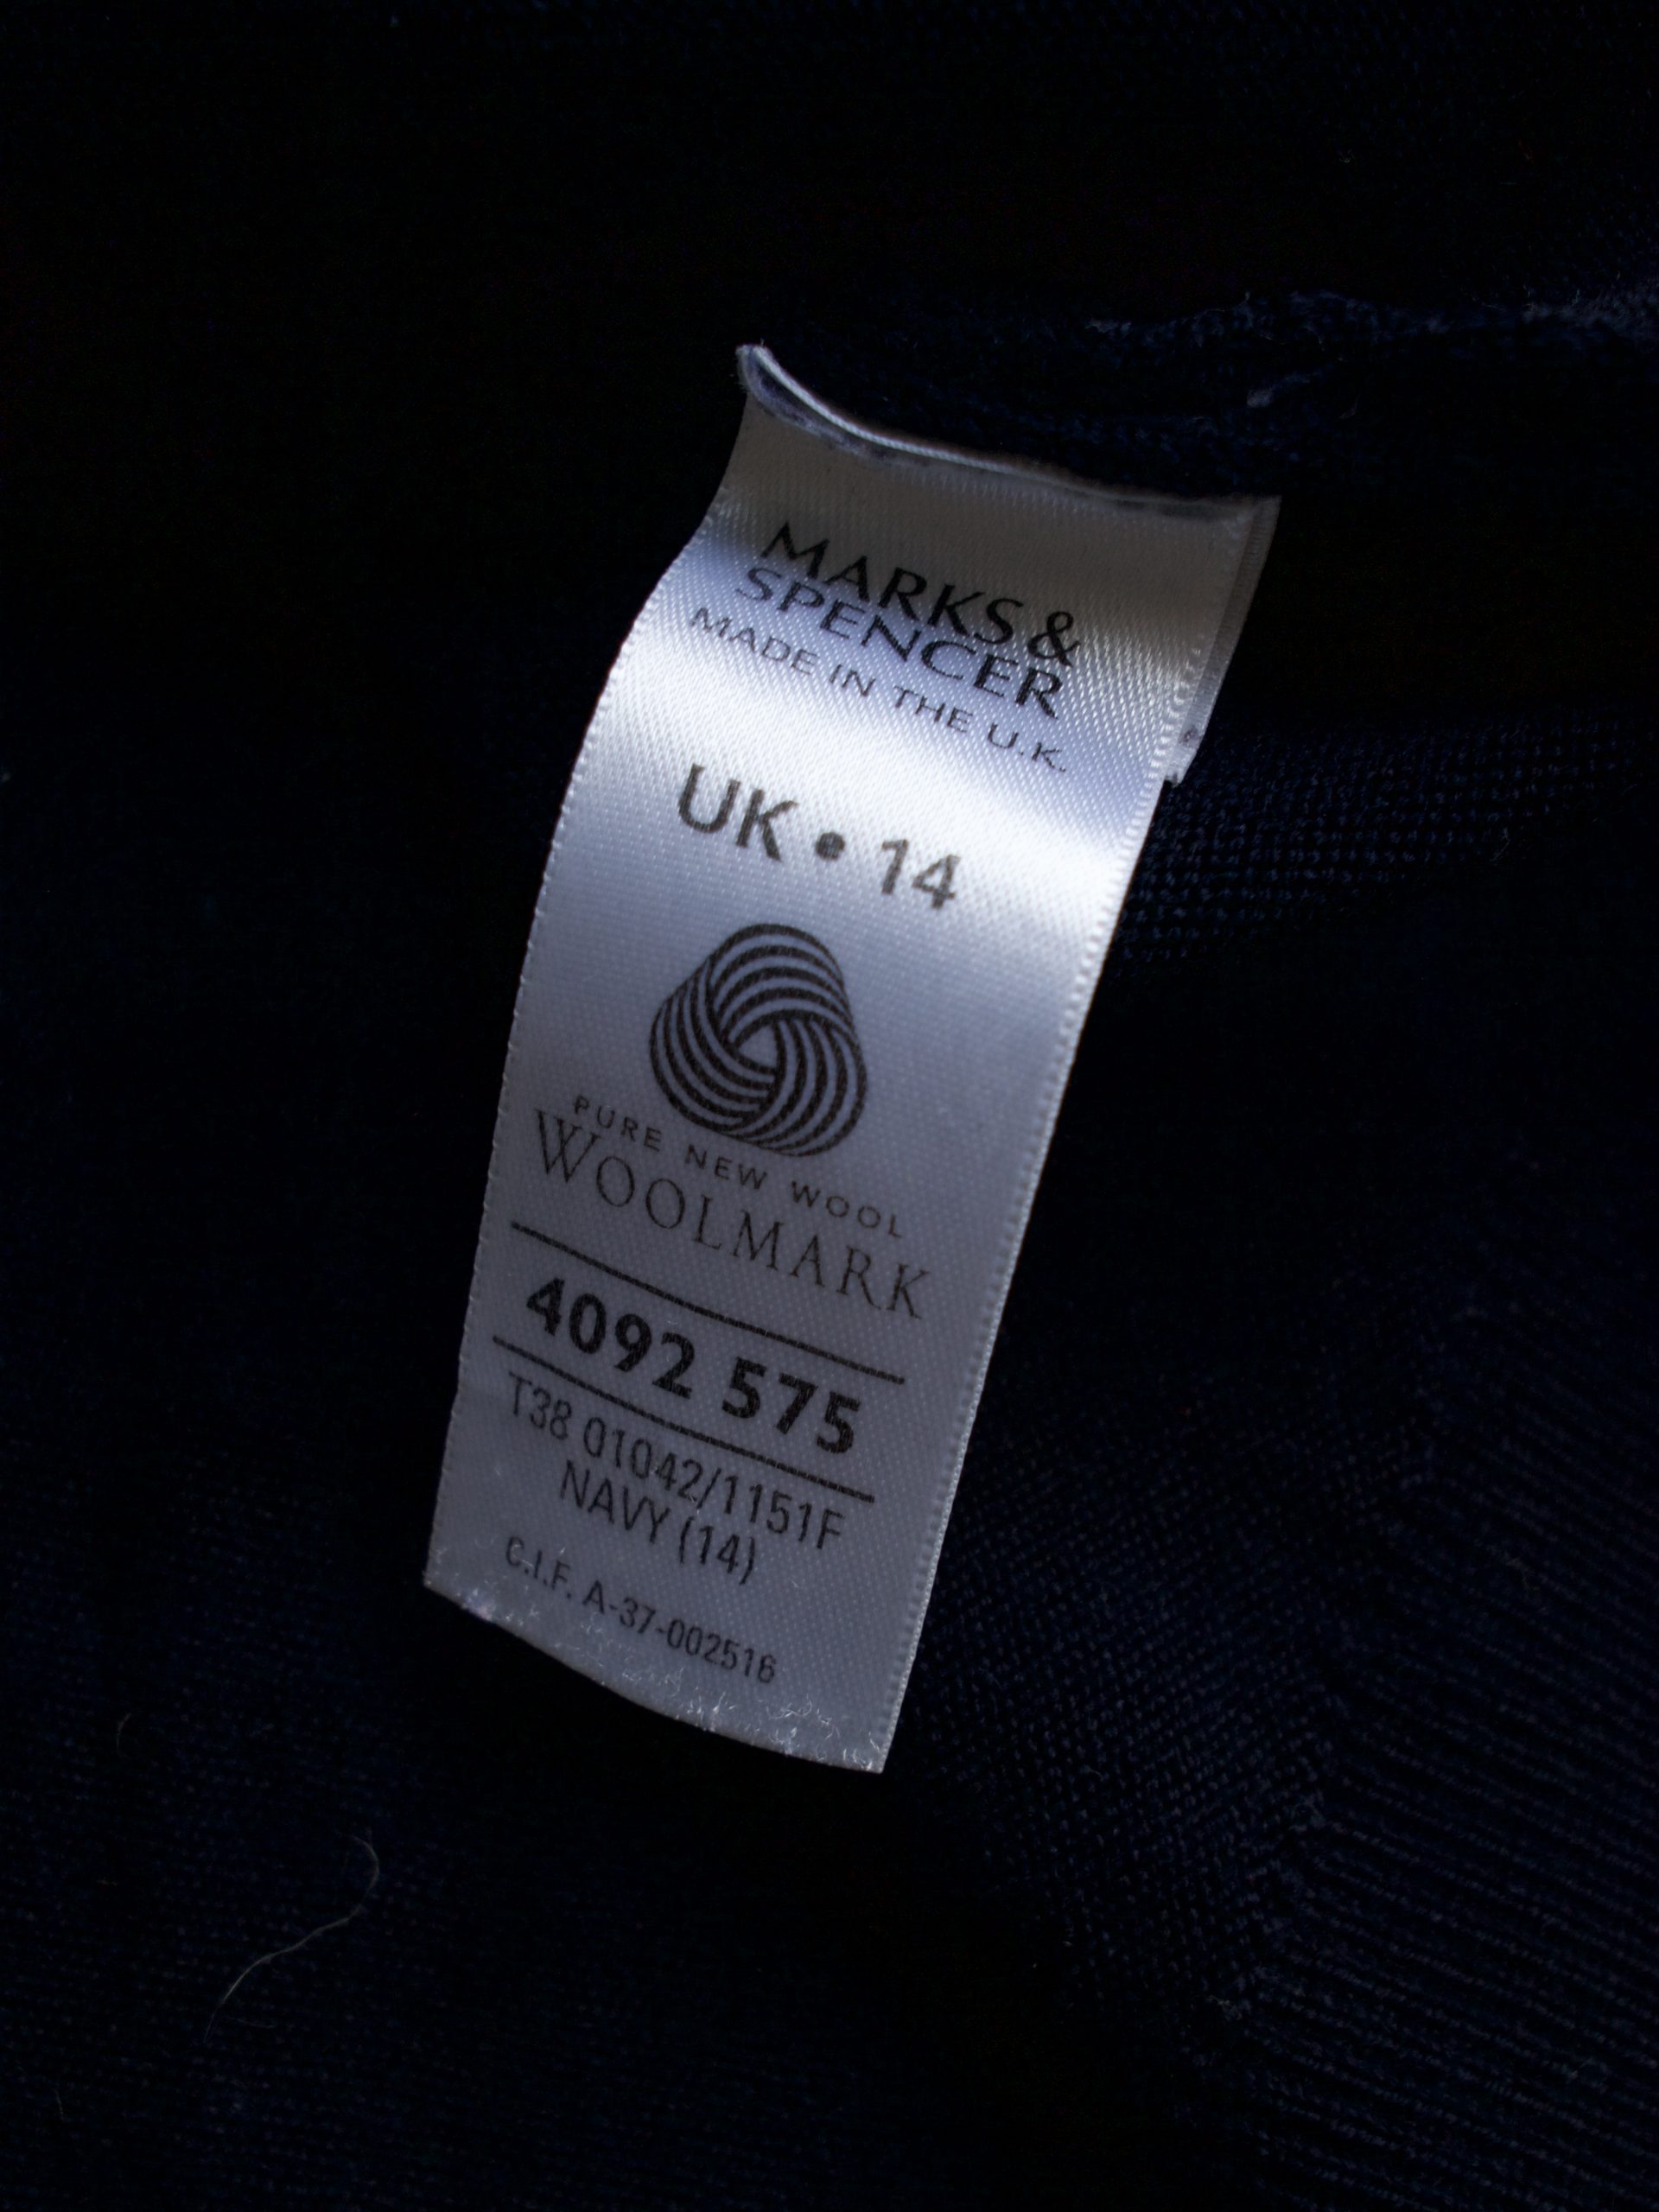 MARKS &
SPENCER
MADE IN THE U.K.
UK • 14
PURE NEW WOOL
WOOLMARK
4092 575
T38 01042/1151F
NAVY (14)
C.I.F. A-37-002516